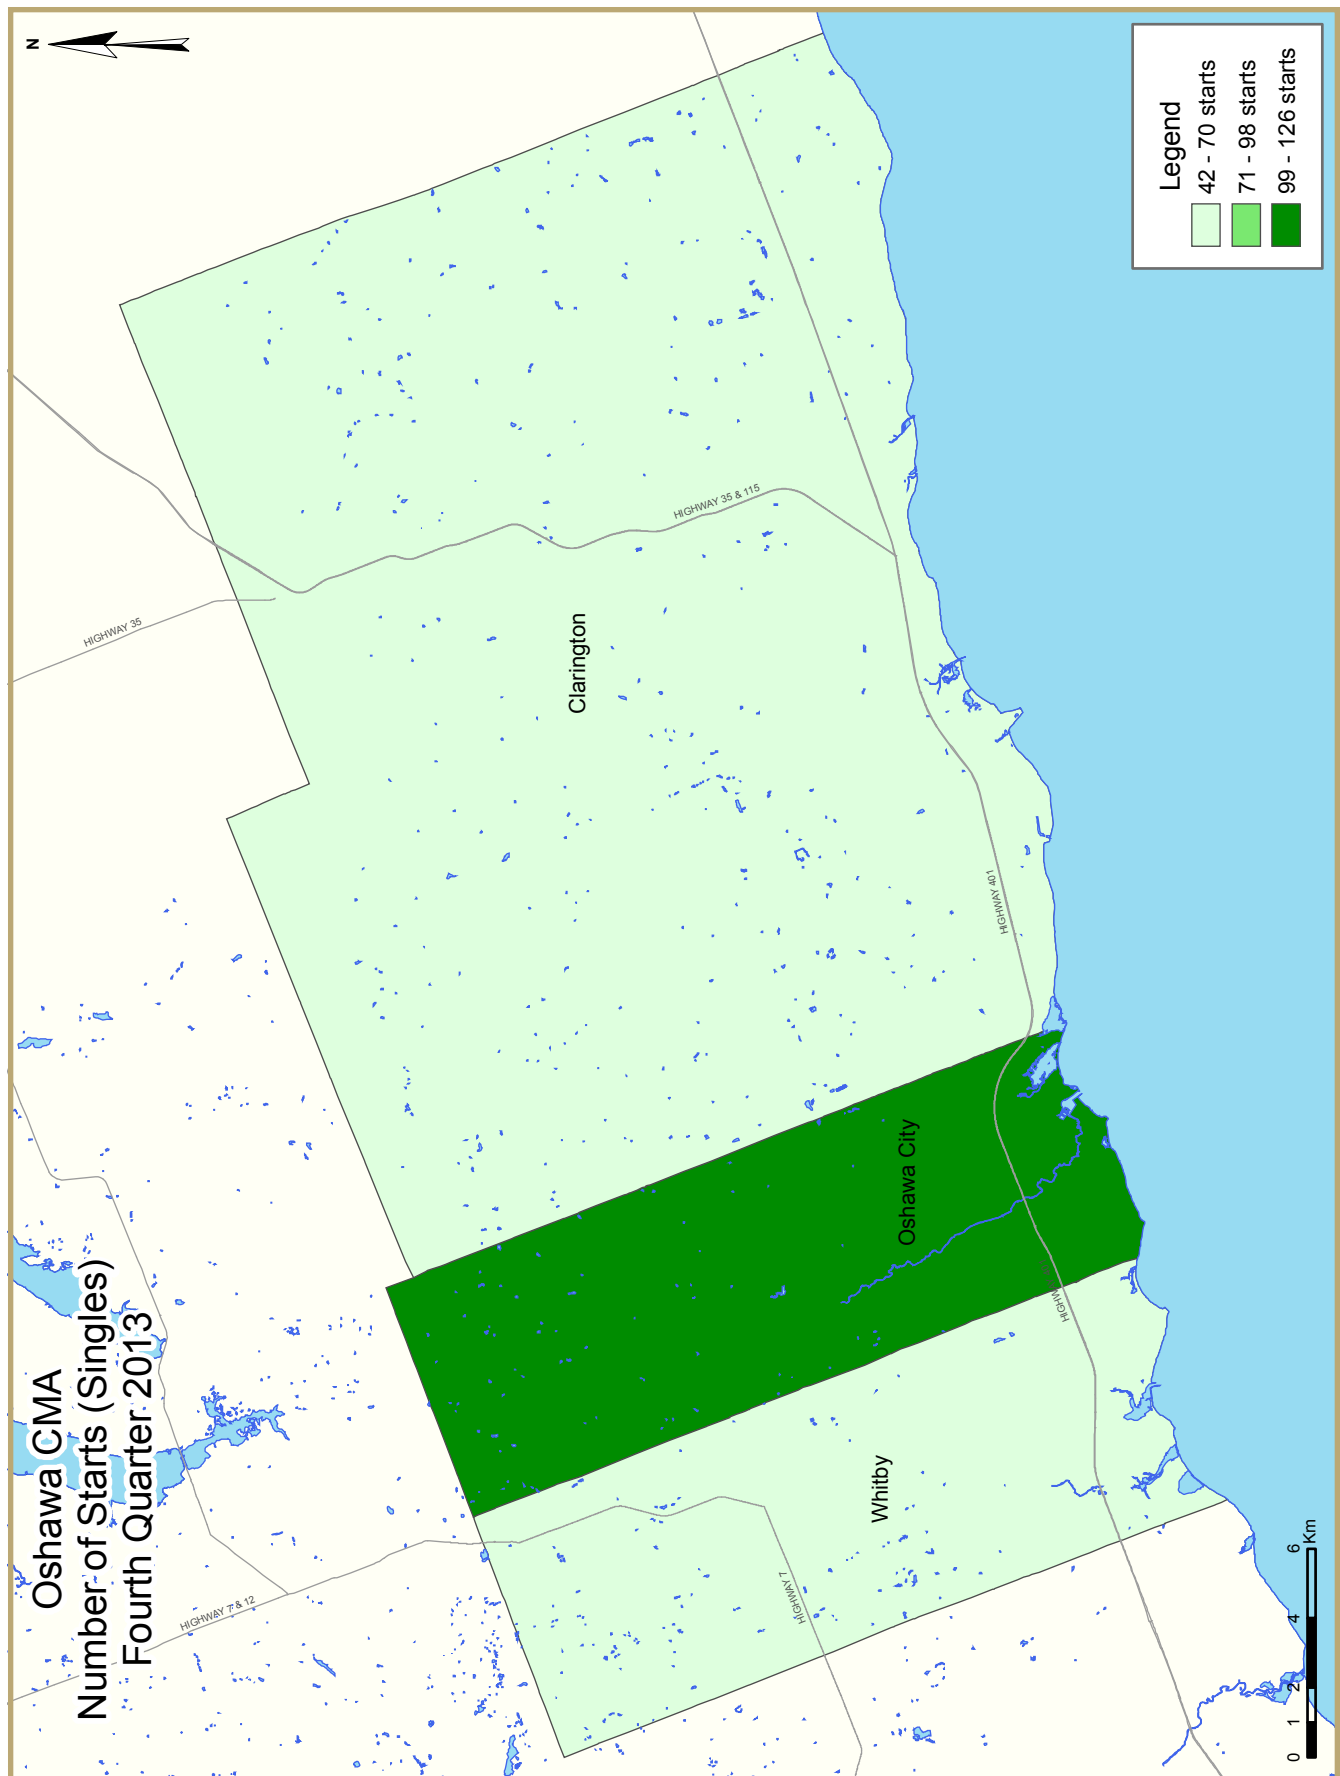 Oshawa CMA
Number of Starts (Singles)
Fourth Quarter 2013
N
HIGHWAY 7 & 12
HIGHWAY 35
HIGHWAY 35 & 115
Clarington
HIGHWAY 401
Oshawa City
Whitby
HIGHWAY 7
Legend
42 - 70 starts
71 - 98 starts
99 - 126 starts
0 1 2 4 6
Km